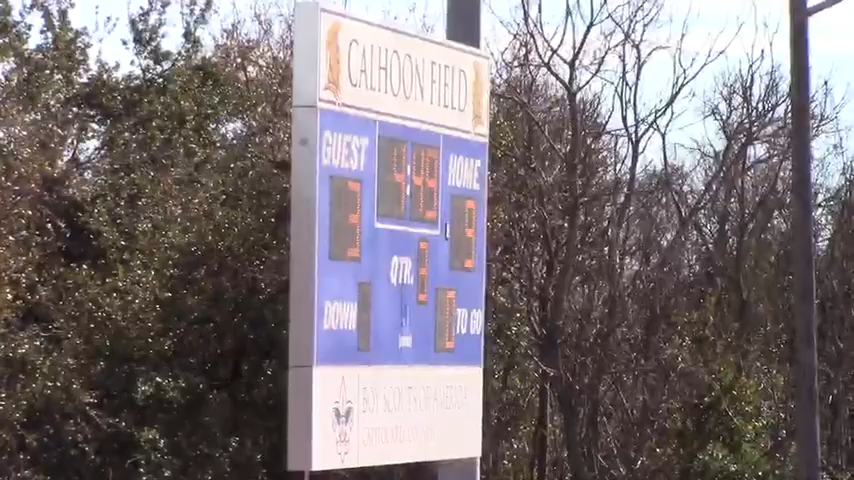 CALHOON FIELD
GUEST
HOME
QTR.
DOWN
TO GO
BOY SCOUTS OF AMERICA